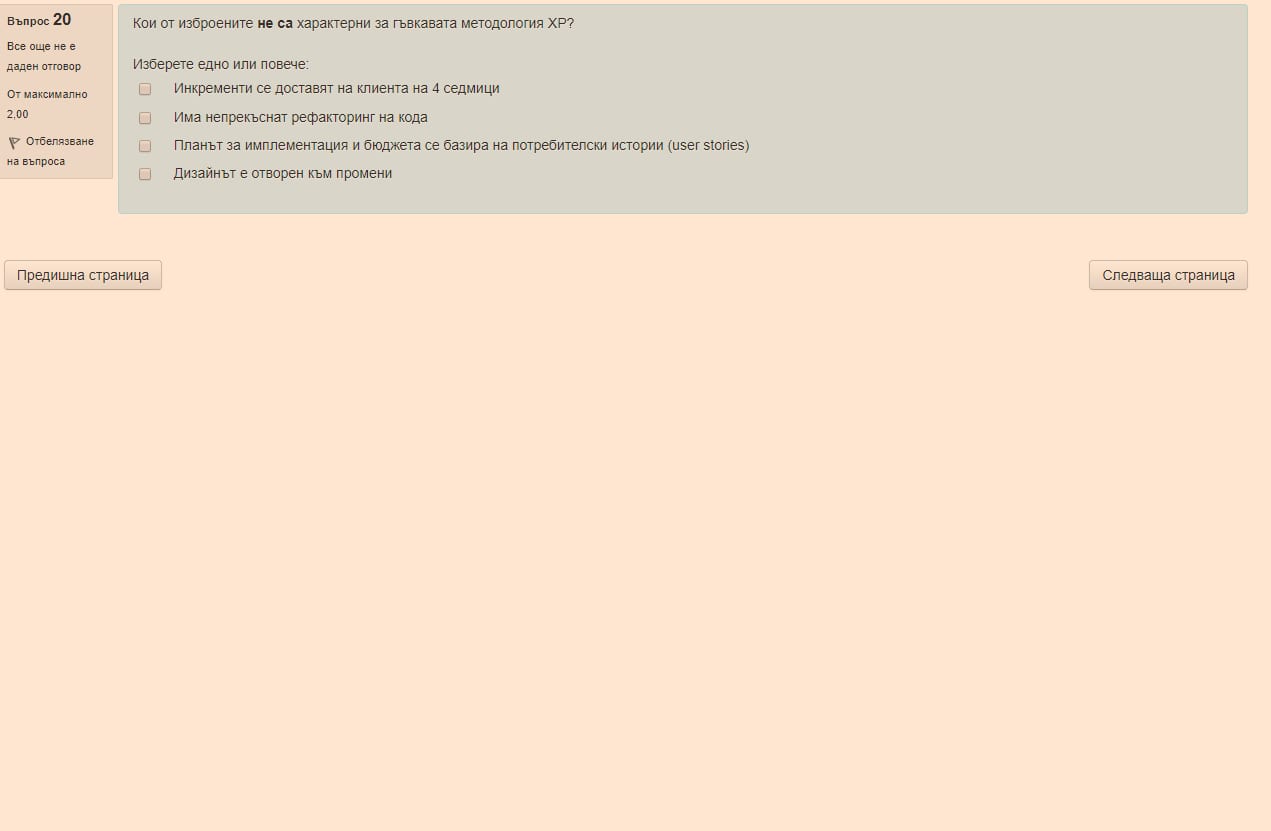 Въпрос 20
Все още не е
даден отговор
От максимално
2,00
Отбелязване
на въпроса
Кои от изброените не са характерни за гъвкавата методология XP?
Изберете едно или повече:
Инкременти се доставят на клиента на 4 седмици
Има непрекъснат рефакторинг на кода
Планът за имплементация и бюджета се базира на потребителски истории (user stories)
Дизайнът е отворен към промени
Предишна страница
Следваща страница